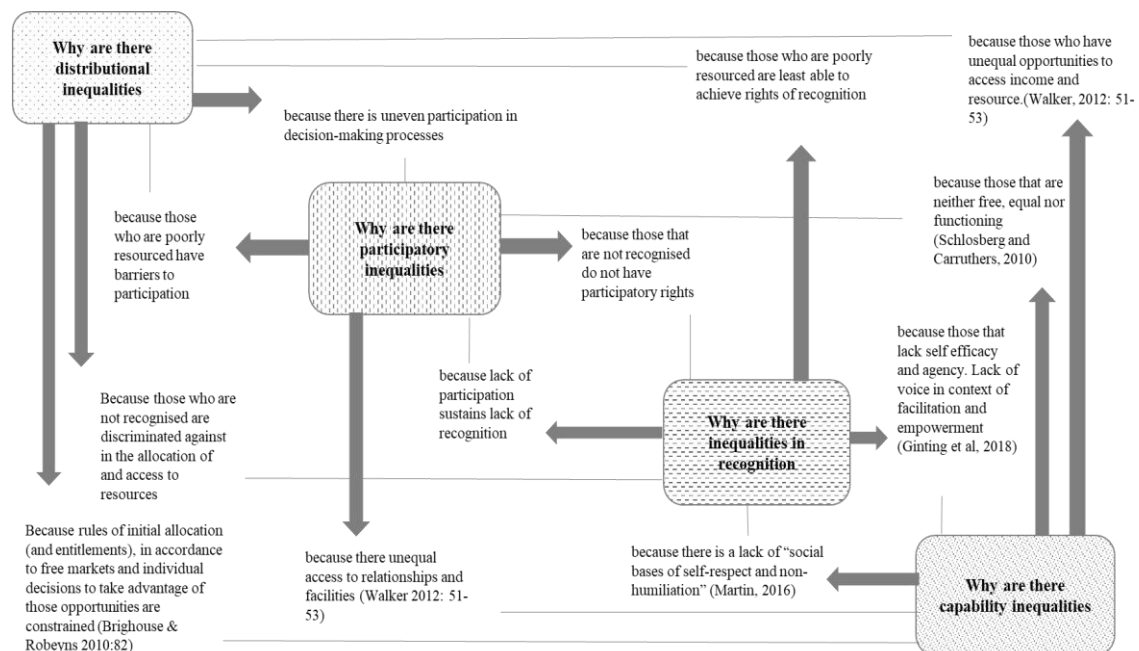 Why are there
distributional
inequalities
because those who are poorly
resourced are least able to
achieve rights of recognition
because those who have
unequal opportunities to
access income and
resource.(Walker, 2012: 51-
53)
because there is uneven participation in
decision-making processes
because those that are
neither free, equal nor
functioning
(Schlosberg and
Carruthers, 2010)
because those
who are poorly
resourced have
barriers to
participation
Why are there
participatory
inequalities
because those that
are not recognised
do not have
participatory rights
because those that
lack self efficacy
and agency. Lack of
voice in context of
facilitation and
empowerment
(Ginting et al, 2018)
because lack of
participation
sustains lack of
recognition
Because those who are
not recognised are
discriminated against
in the allocation of
and access to
resources
Why are there
inequalities in
recognition
Because rules of initial allocation
(and entitlements), in accordance
to free markets and individual
decisions to take advantage of
those opportunities are
constrained (Brighouse &
Robeyns 2010:82)
because there unequal
access to relationships and
facilities (Walker 2012: 51-
53)
because there is a lack of “social
bases of self-respect and non-
humiliation” (Martin, 2016)
Why are there
capability inequalities